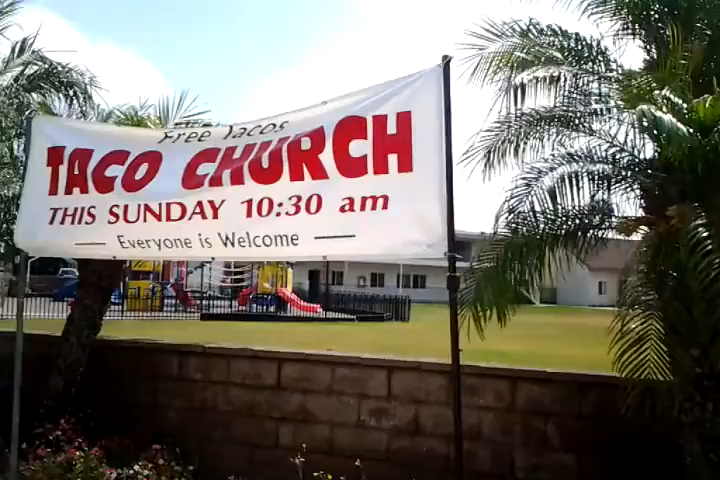 Free Tacos
TACO CHURCH
THIS SUNDAY 10:30 am
Everyone is Welcome